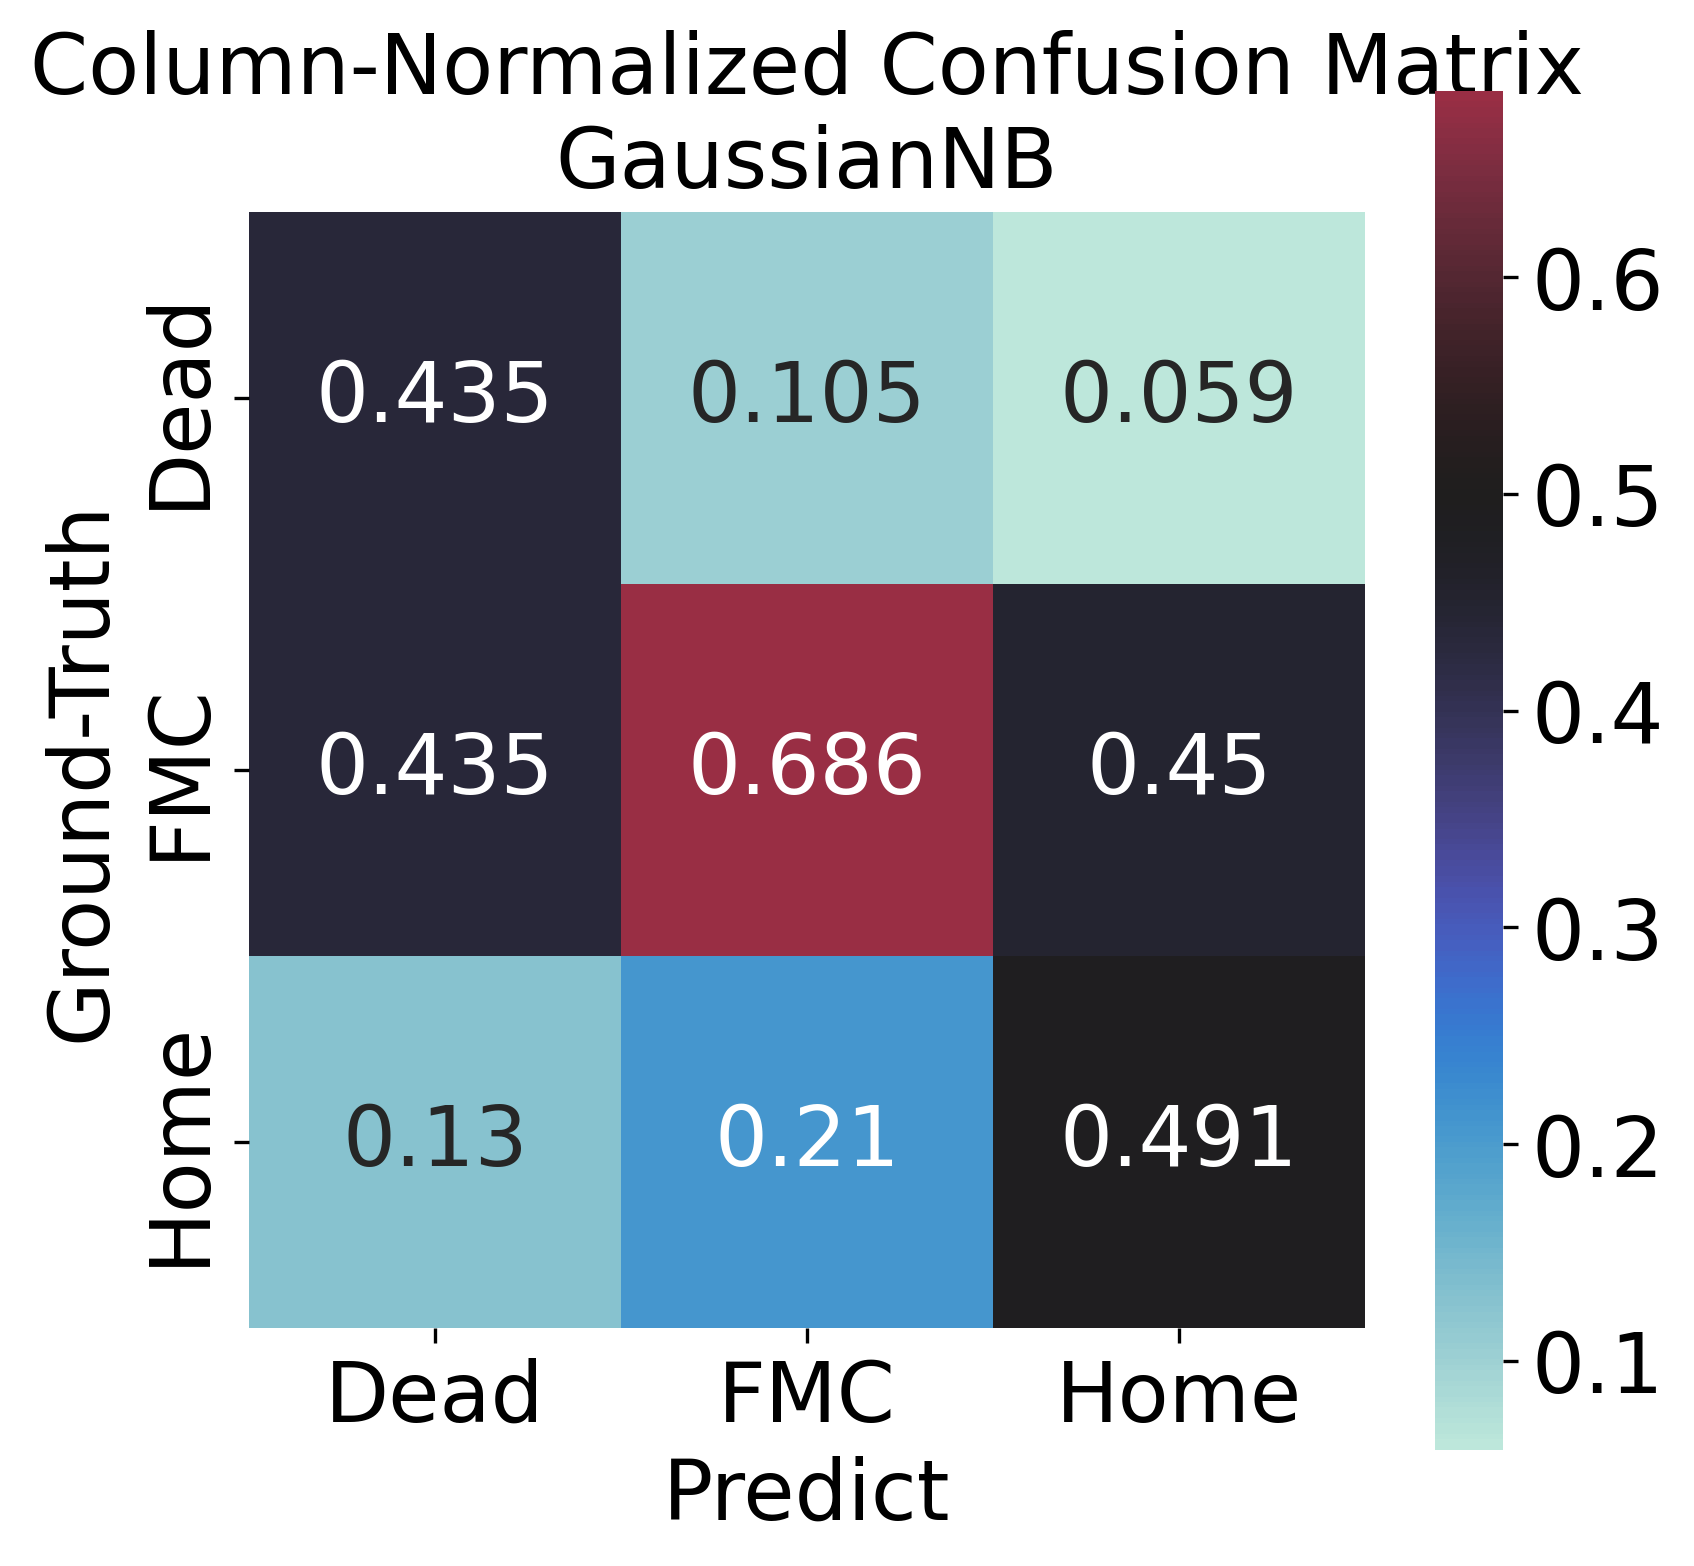 Column-Normalized Confusion Matrix
GaussianNB
Ground-Truth
Dead
0.435
0.105
0.059
FMC
0.435
0.686
0.45
Home
0.13
0.21
0.491
Dead
FMC
Home
Predict
0.6
0.5
0.4
0.3
0.2
0.1